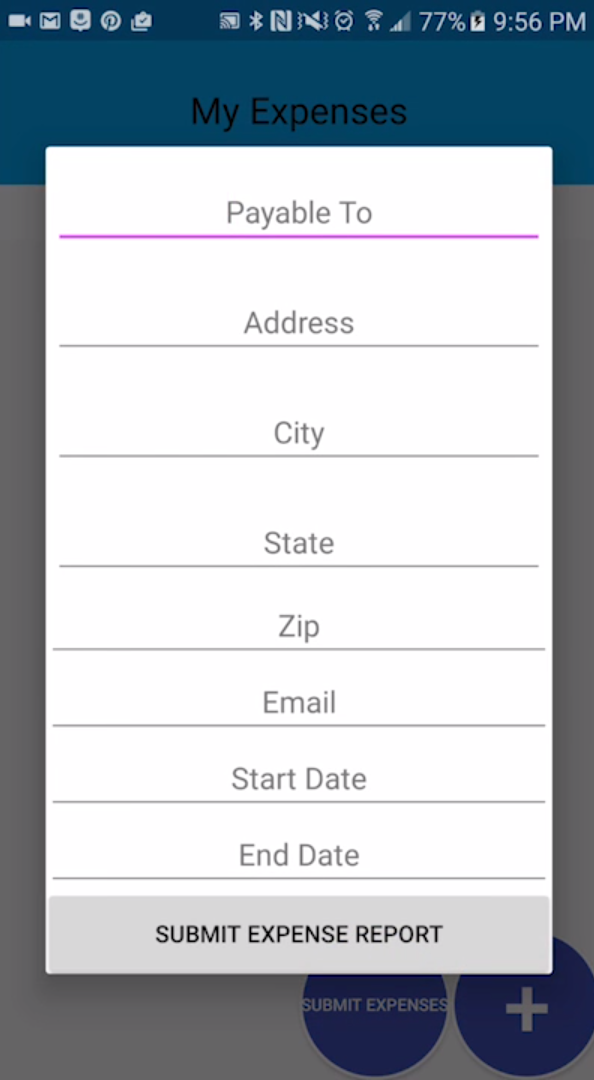 77% 9:56 PM
My Expenses
Payable To
Address
City
State
Zip
Email
Start Date
End Date
SUBMIT EXPENSE REPORT
SUBMIT EXPENSES +